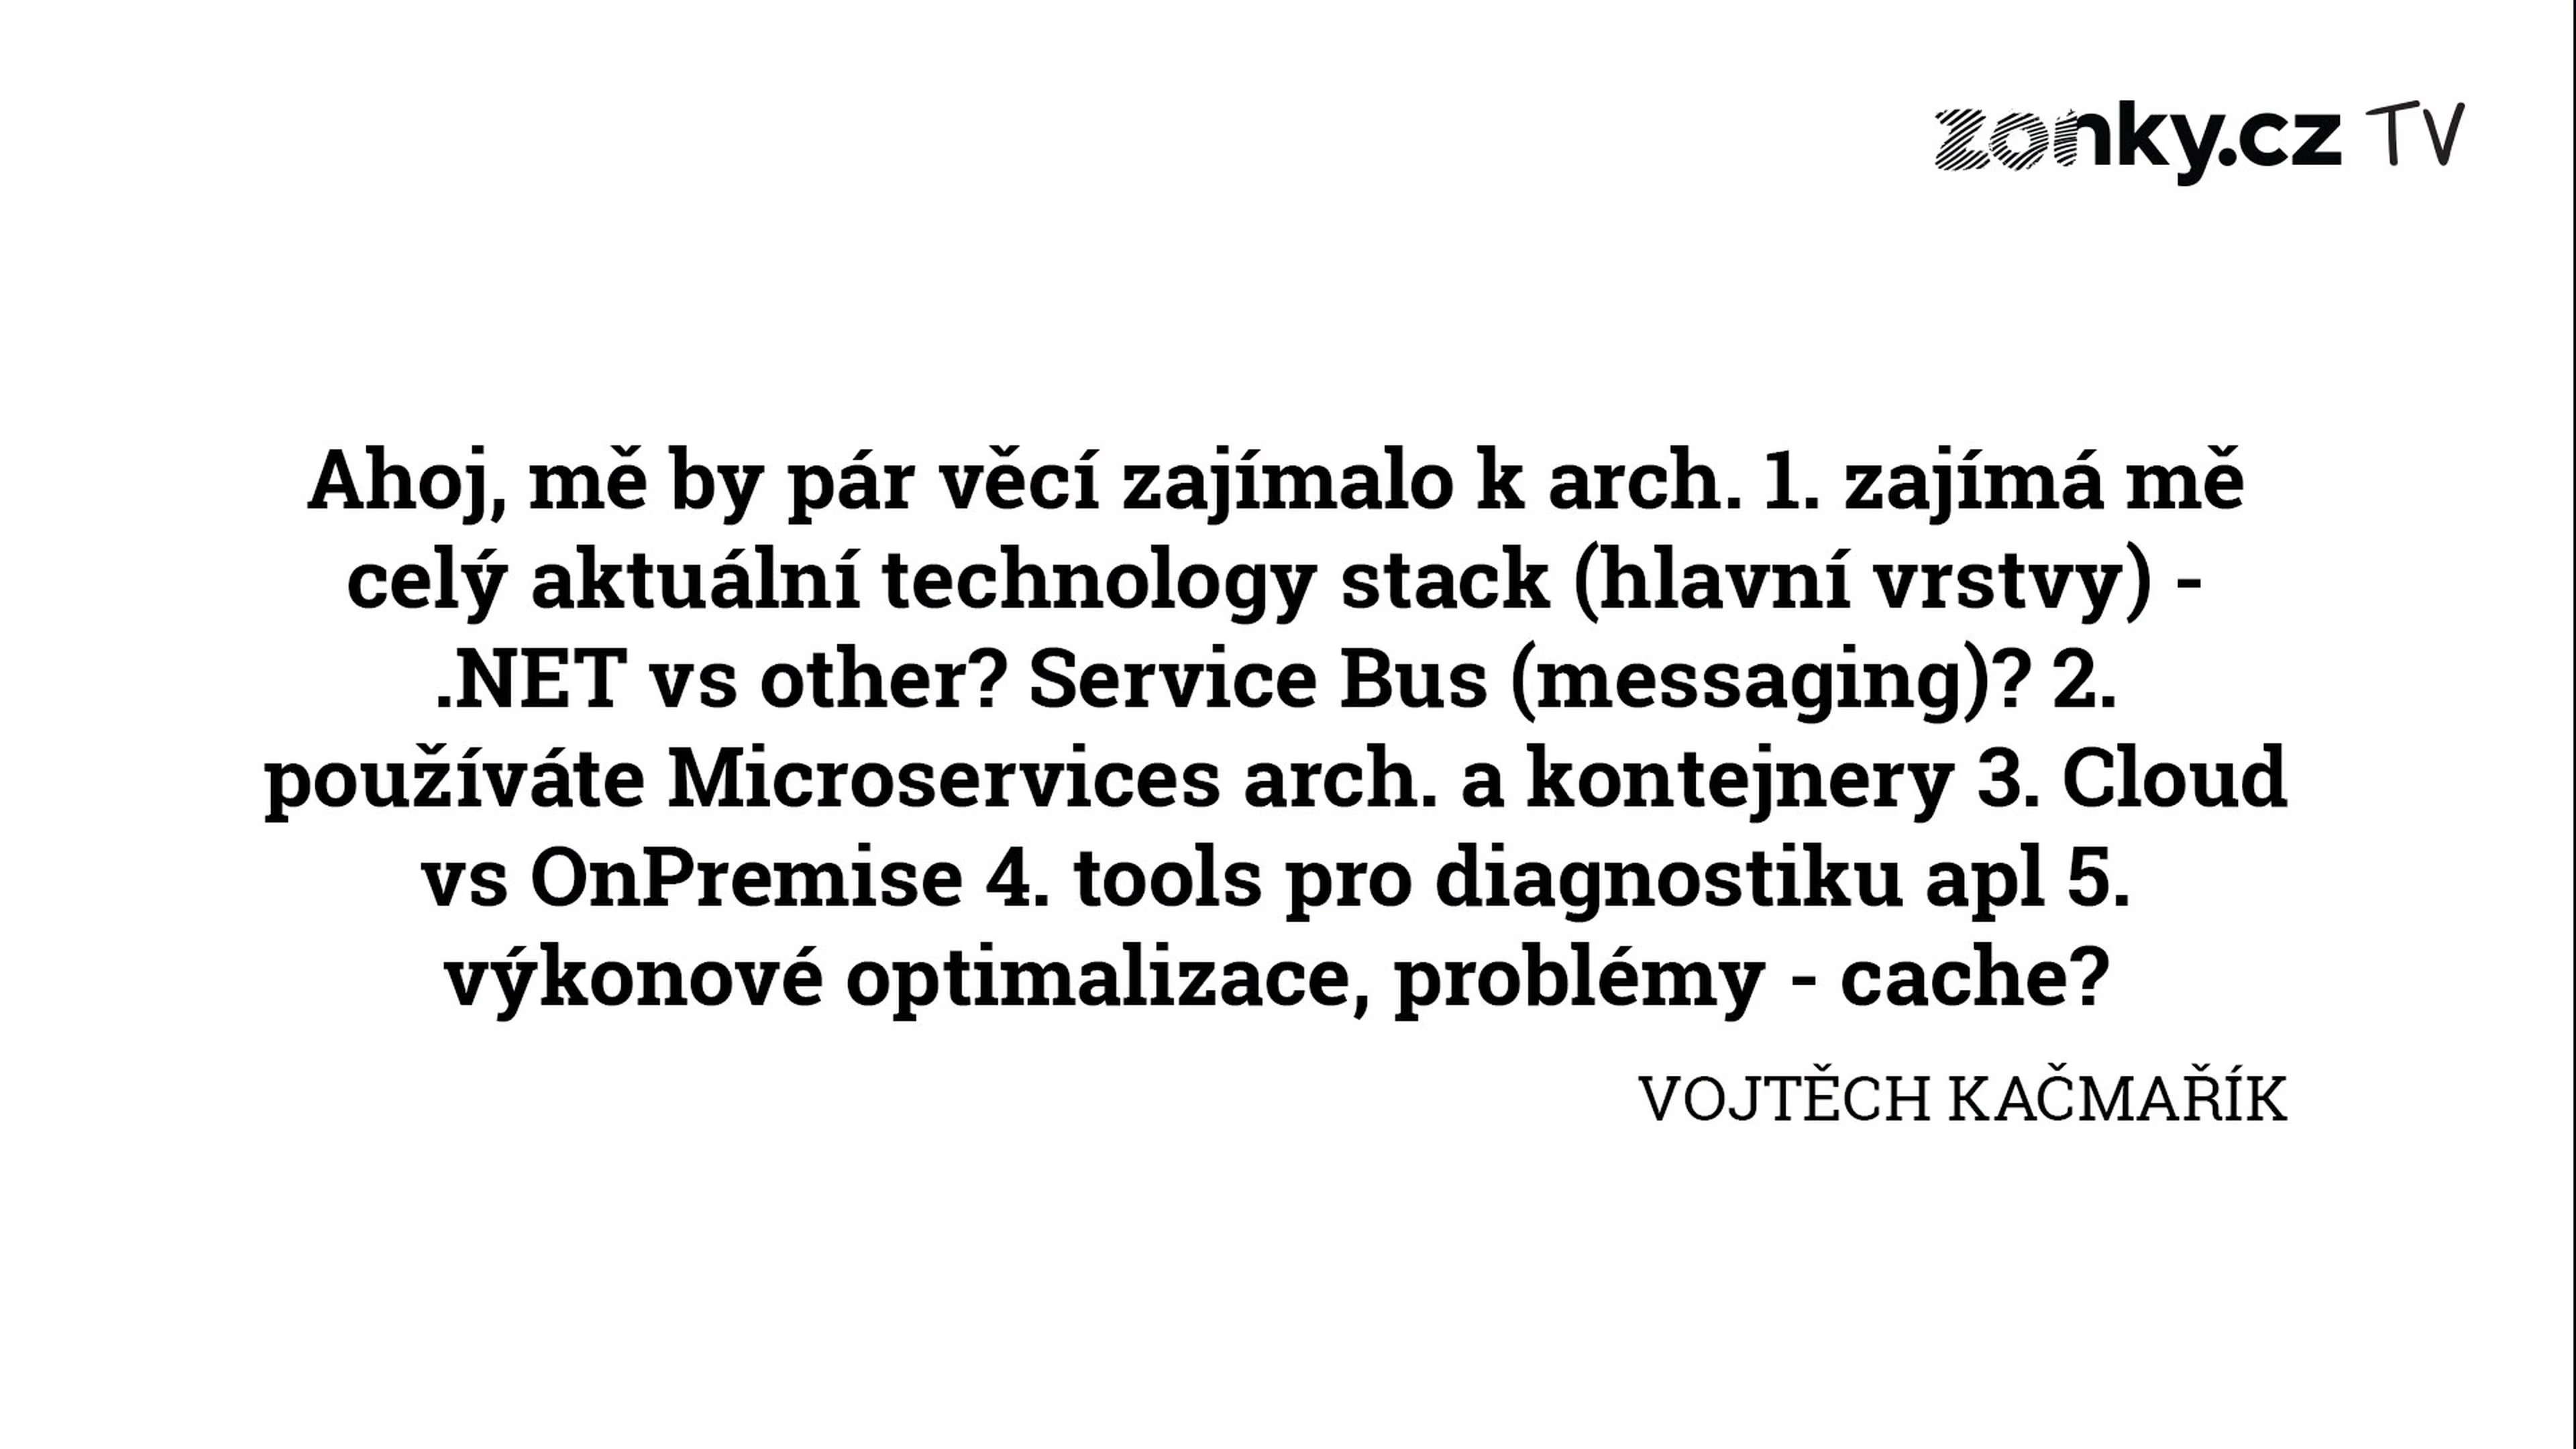 zonky.cz TV
Ahoj, mě by pár věcí zajímalo k arch. 1. zajímá mě
celý aktuální technology stack (hlavní vrstvy) -
.NET vs other? Service Bus (messaging)? 2.
používáte Microservices arch. a kontejnery 3. Cloud
vs OnPremise 4. tools pro diagnostiku apl 5.
výkonové optimalizace, problémy - cache?
VOJTĚCH KAČMAŘÍK